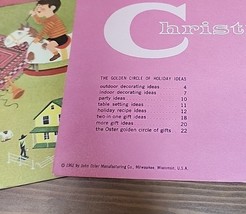 Christ
THE GOLDEN CIRCLE OF HOLIDAY IDEAS
outdoor decorating ideas 4
indoor decorating ideas 7
party ideas 10
table setting ideas 11
holiday recipe ideas 12
two in one gift ideas 18
more gift ideas 20
the Oster golden circle of gifts 22
© 1962 by John Oster Manufacturing Co., Milwaukee, Wisconsin, U.S.A.